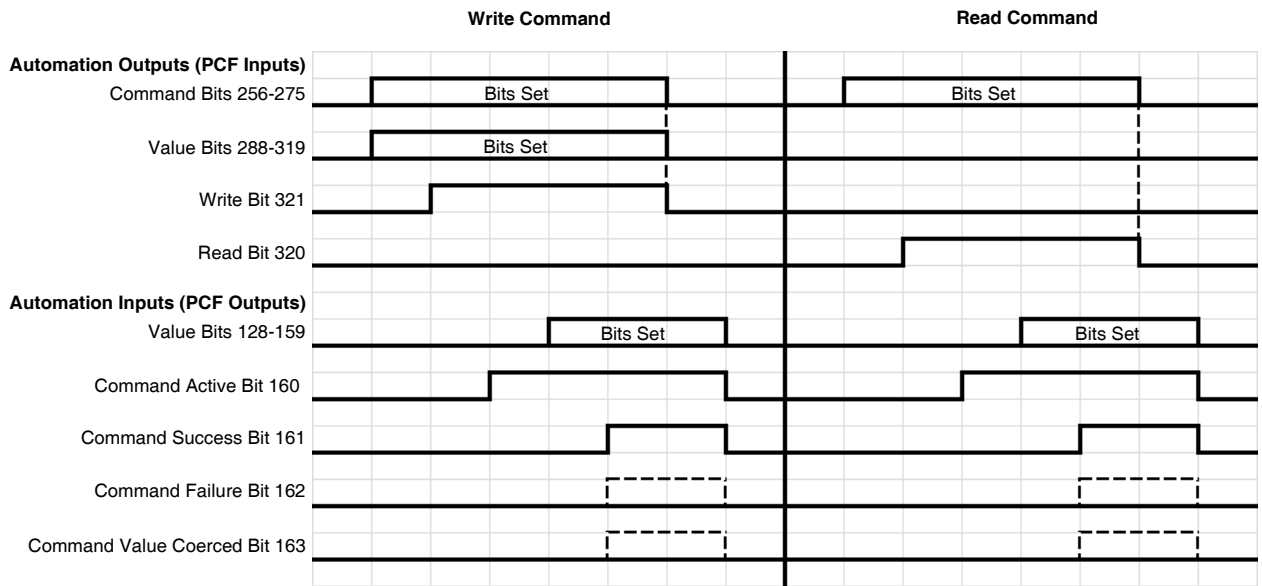 Write Command
Read Command
Automation Outputs (PCF Inputs)
Command Bits 256-275
Bits Set
Bits Set
Value Bits 288-319
Bits Set
Write Bit 321
Read Bit 320
Automation Inputs (PCF Outputs)
Value Bits 128-159
Bits Set
Bits Set
Command Active Bit 160
Command Success Bit 161
Command Failure Bit 162
Command Value Coerced Bit 163